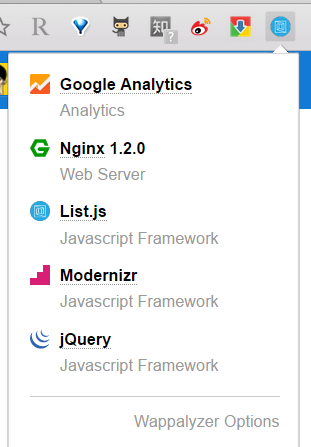 R
知
?
Google Analytics
Analytics
Nginx 1.2.0
Web Server
List.js
Javascript Framework
Modernizr
Javascript Framework
jQuery
Javascript Framework
Wappalyzer Options